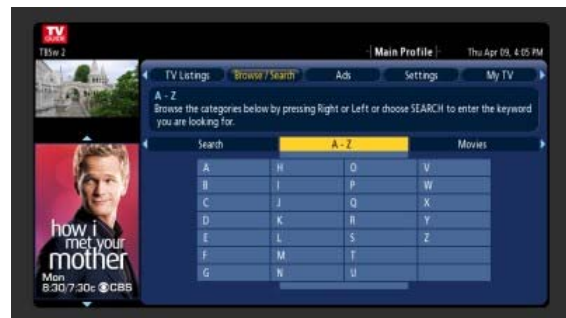 TV
GUIDE
TBSw 2
Main Profile
Thu Apr 09, 4:05 PM
TV Listings
Browse / Search
Ads
Settings
My TV
A - Z
Browse the categories below by pressing Right or Left or choose SEARCH to enter the keyword
you are looking for.
Search
A - Z
Movies
A H O V
B I P W
C J Q X
D K R Y
E L S Z
F M T
G N U
how i
met your
mother
Mon
8:30/7:30c CBS